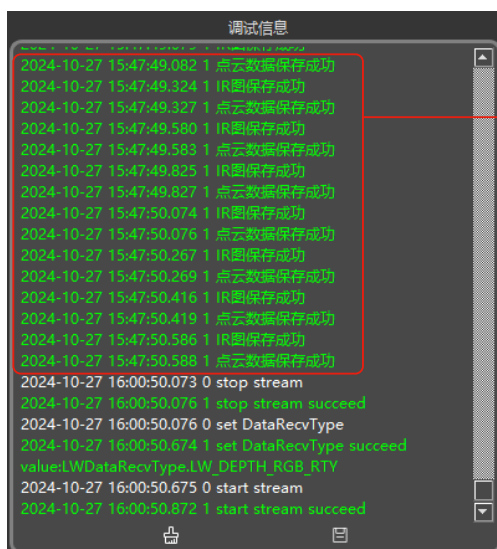 调试信息
2024-10-27 15:47:49.082 1 点云数据保存成功
2024-10-27 15:47:49.324 1 IR图保存成功
2024-10-27 15:47:49.327 1 点云数据保存成功
2024-10-27 15:47:49.580 1 IR图保存成功
2024-10-27 15:47:49.583 1 点云数据保存成功
2024-10-27 15:47:49.825 1 IR图保存成功
2024-10-27 15:47:49.827 1 点云数据保存成功
2024-10-27 15:47:50.074 1 IR图保存成功
2024-10-27 15:47:50.076 1 点云数据保存成功
2024-10-27 15:47:50.267 1 IR图保存成功
2024-10-27 15:47:50.269 1 点云数据保存成功
2024-10-27 15:47:50.416 1 IR图保存成功
2024-10-27 15:47:50.419 1 点云数据保存成功
2024-10-27 15:47:50.586 1 IR图保存成功
2024-10-27 15:47:50.588 1 点云数据保存成功
2024-10-27 16:00:50.073 0 stop stream
2024-10-27 16:00:50.076 1 stop stream succeed
2024-10-27 16:00:50.076 0 set DataRecvType
2024-10-27 16:00:50.674 1 set DataRecvType succeed
value:LWDataRecvType.LW_DEPTH_RGB_RTY
2024-10-27 16:00:50.675 0 start stream
2024-10-27 16:00:50.872 1 start stream succeed